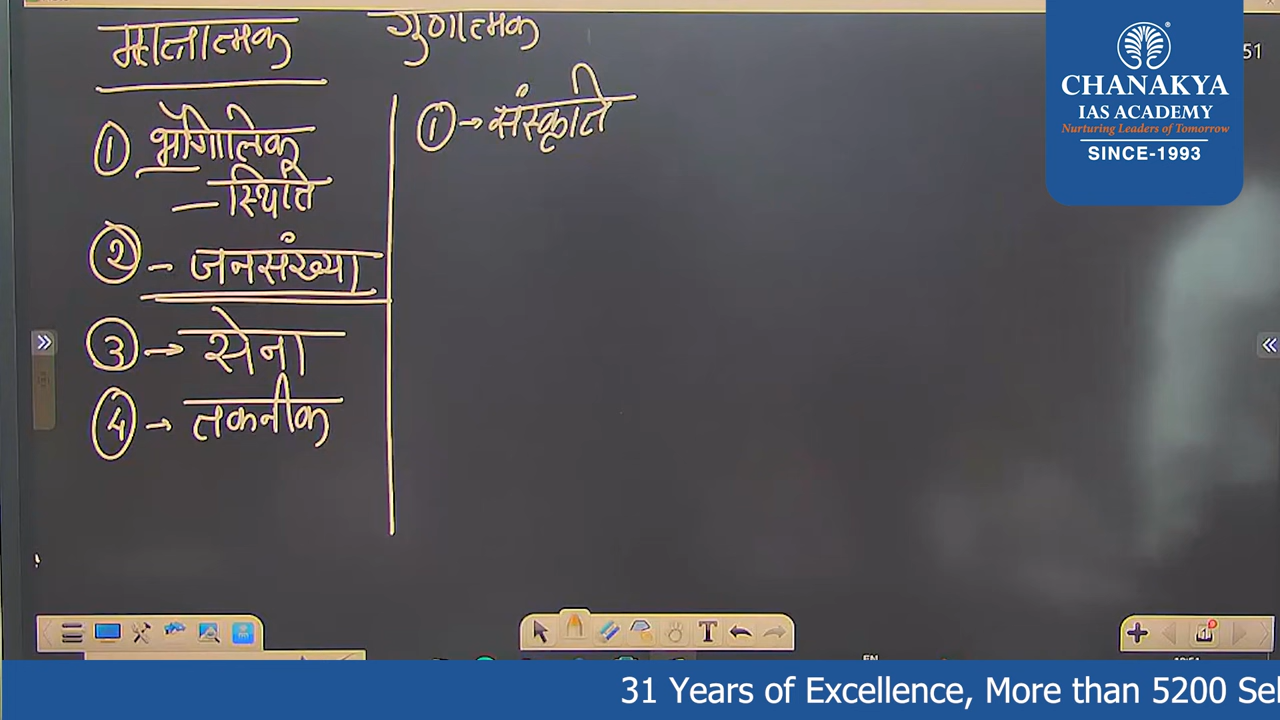 मात्रात्मक
गुणात्मक
① भौगोलिक
– स्थिति
② – जनसंख्या
③ → सेना
④ → तकनीक
① → संस्कृति
51
CHANAKYA
IAS ACADEMY
Nurturing Leaders of Tomorrow
SINCE-1993
T
31 Years of Excellence, More than 5200 Sel